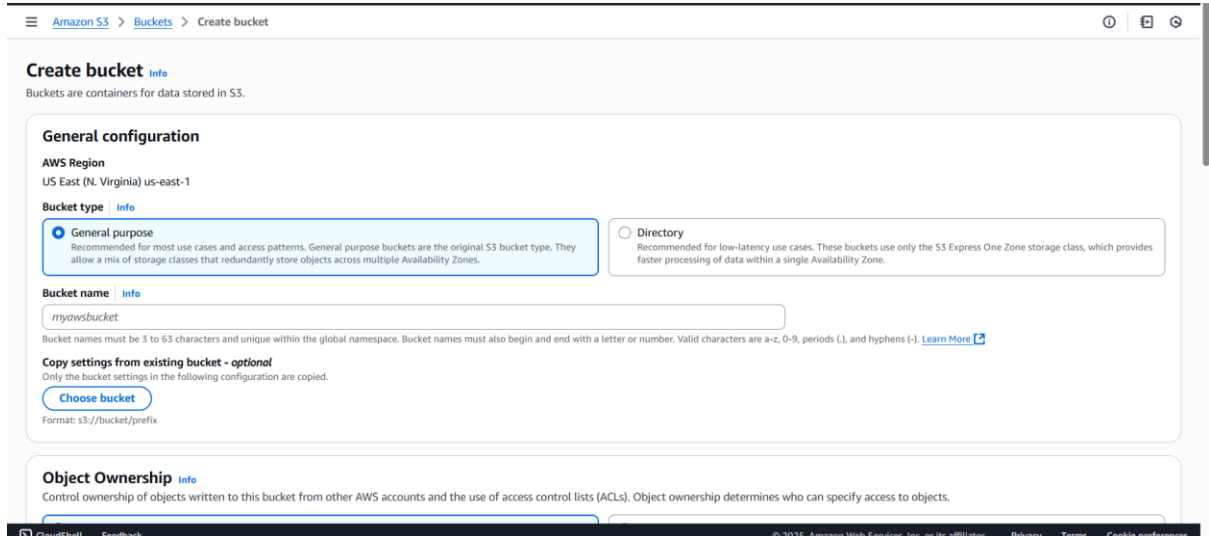 Amazon S3 > Buckets > Create bucket
Create bucket Info
Buckets are containers for data stored in S3.
General configuration
AWS Region
US East (N. Virginia) us-east-1
Bucket type Info
General purpose
Recommended for most use cases and access patterns. General purpose buckets are the original S3 bucket type. They
allow a mix of storage classes that redundantly store objects across multiple Availability Zones.
Directory
Recommended for low-latency use cases. These buckets use only the S3 Express One Zone storage class, which provides
faster processing of data within a single Availability Zone.
Bucket name Info
myawsbucket
Bucket names must be 3 to 63 characters and unique within the global namespace. Bucket names must also begin and end with a letter or number. Valid characters are a-z, 0-9, periods (.), and hyphens (-). Learn More
Copy settings from existing bucket - optional
Only the bucket settings in the following configuration are copied.
Choose bucket
Format: s3://bucket/prefix
Object Ownership Info
Control ownership of objects written to this bucket from other AWS accounts and the use of access control lists (ACLs). Object ownership determines who can specify access to objects.
CloudShell Feedback © 2025, Amazon Web Services, Inc. or its affiliates. Privacy Terms Cookie preferences